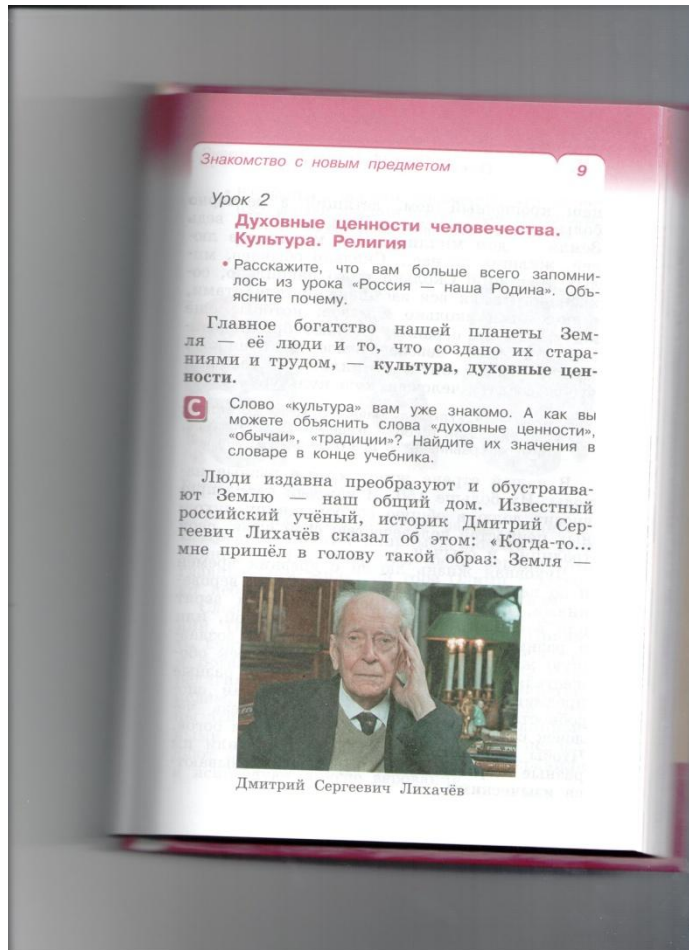 Знакомство с новым предметом 9
Урок 2
Духовные ценности человечества.
Культура. Религия
• Расскажите, что вам больше всего запомни-
лось из урока «Россия — наша Родина». Объ-
ясните почему.
Главное богатство нашей планеты Зем-
ля — её люди и то, что создано их стара-
ниями и трудом, — культура, духовные цен-
ности.
С Слово «культура» вам уже знакомо. А как вы
можете объяснить слова «духовные ценности»,
«обычаи», «традиции»? Найдите их значения в
словаре в конце учебника.
Люди издавна преобразуют и обустраива-
ют Землю — наш общий дом. Известный
российский учёный, историк Дмитрий Сер-
геевич Лихачёв сказал об этом: «Когда-то...
мне пришёл в голову такой образ: Земля —
Дмитрий Сергеевич Лихачёв